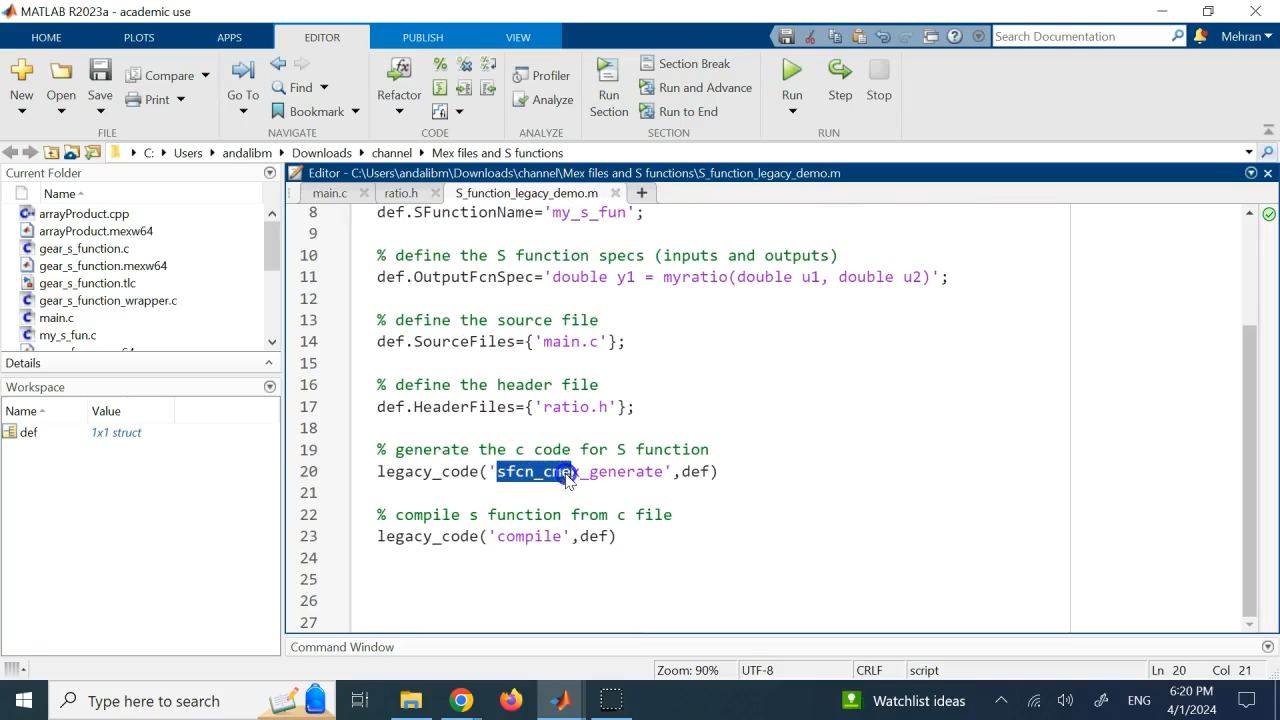 MATLAB R2023a - academic use
HOME PLOTS APPS EDITOR PUBLISH VIEW Search Documentation Mehran
New Open Save Compare Print Go To Find Bookmark Refactor Profiler Analyze Run Section Section Break Run and Advance Run to End Run Step Stop
FILE NAVIGATE CODE ANALYZE SECTION RUN
C: Users andalibm Downloads channel Mex files and S functions
Current Folder
Name
arrayProduct.cpp
arrayProduct.mexw64
gear_s_function.c
gear_s_function.mexw64
gear_s_function.tlc
gear_s_function_wrapper.c
main.c
my_s_fun.c
Details
Workspace
Name Value
def 1x1 struct
Editor - C:\Users\andalibm\Downloads\channel\Mex files and S functions\S_function_legacy_demo.m
main.c ratio.h S_function_legacy_demo.m
8 def.SFunctionName='my_s_fun';
9
10 % define the S function specs (inputs and outputs)
11 def.OutputFcnSpec='double y1 = myratio(double u1, double u2)';
12
13 % define the source file
14 def.SourceFiles={'main.c'};
15
16 % define the header file
17 def.HeaderFiles={'ratio.h'};
18
19 % generate the c code for S function
20 legacy_code('sfcn_cmex_generate',def)
21
22 % compile s function from c file
23 legacy_code('compile',def)
24
25
26
27
Command Window
Zoom: 90% UTF-8 CRLF script Ln 20 Col 21
Type here to search Watchlist ideas ENG 6:20 PM
4/1/2024